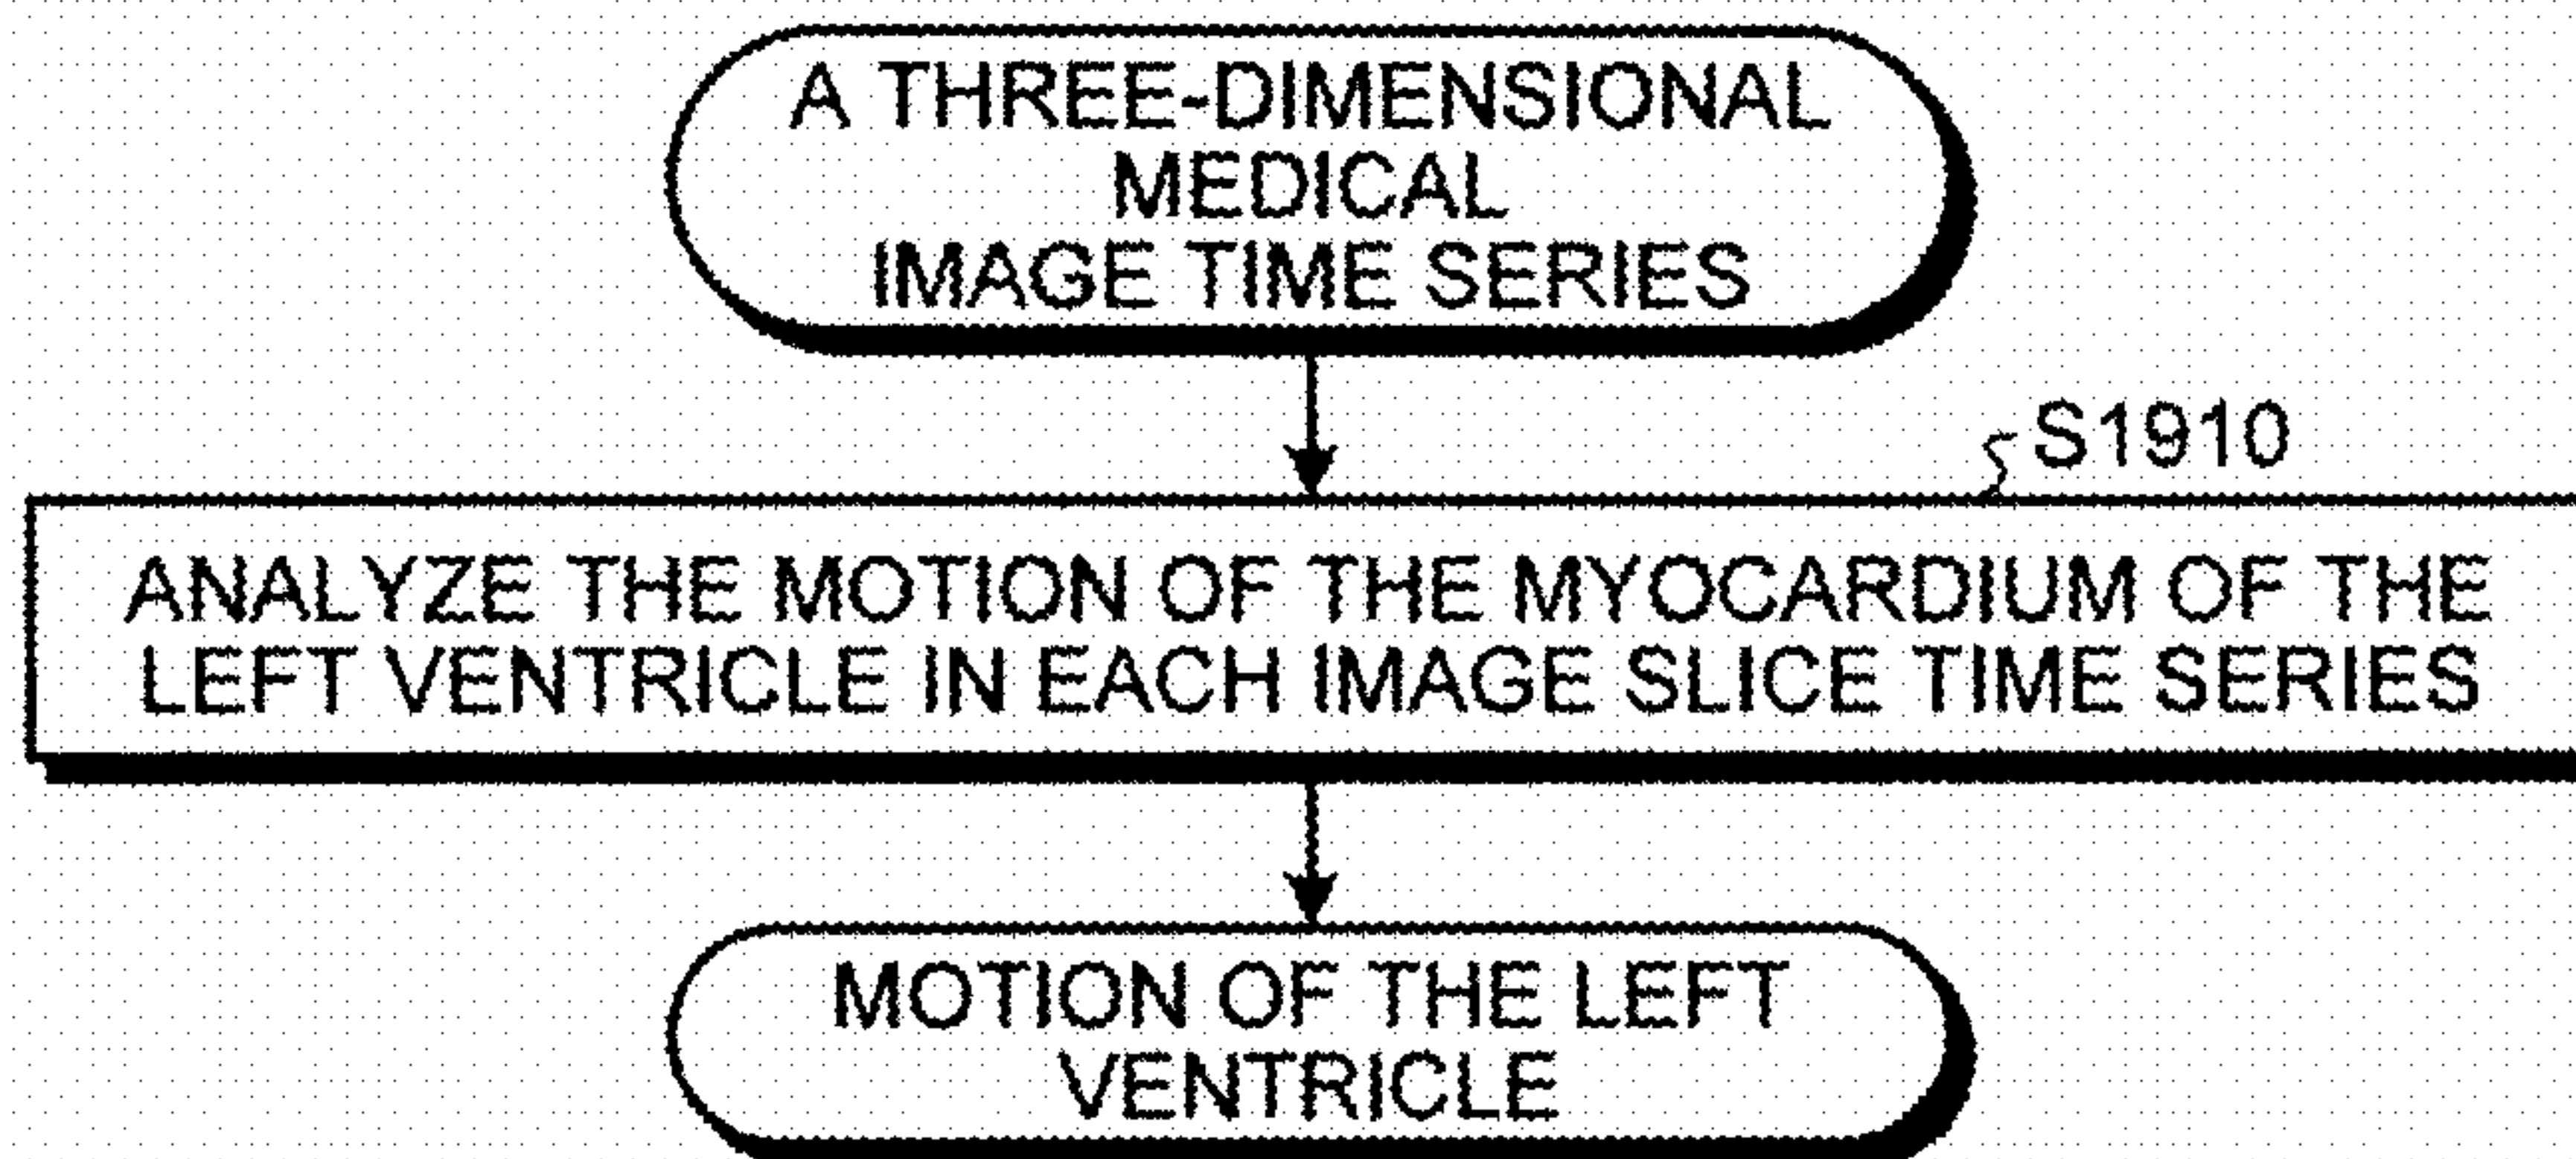 A THREE-DIMENSIONAL
MEDICAL
IMAGE TIME SERIES
S1910
ANALYZE THE MOTION OF THE MYOCARDIUM OF THE
LEFT VENTRICLE IN EACH IMAGE SLICE TIME SERIES
MOTION OF THE LEFT
VENTRICLE